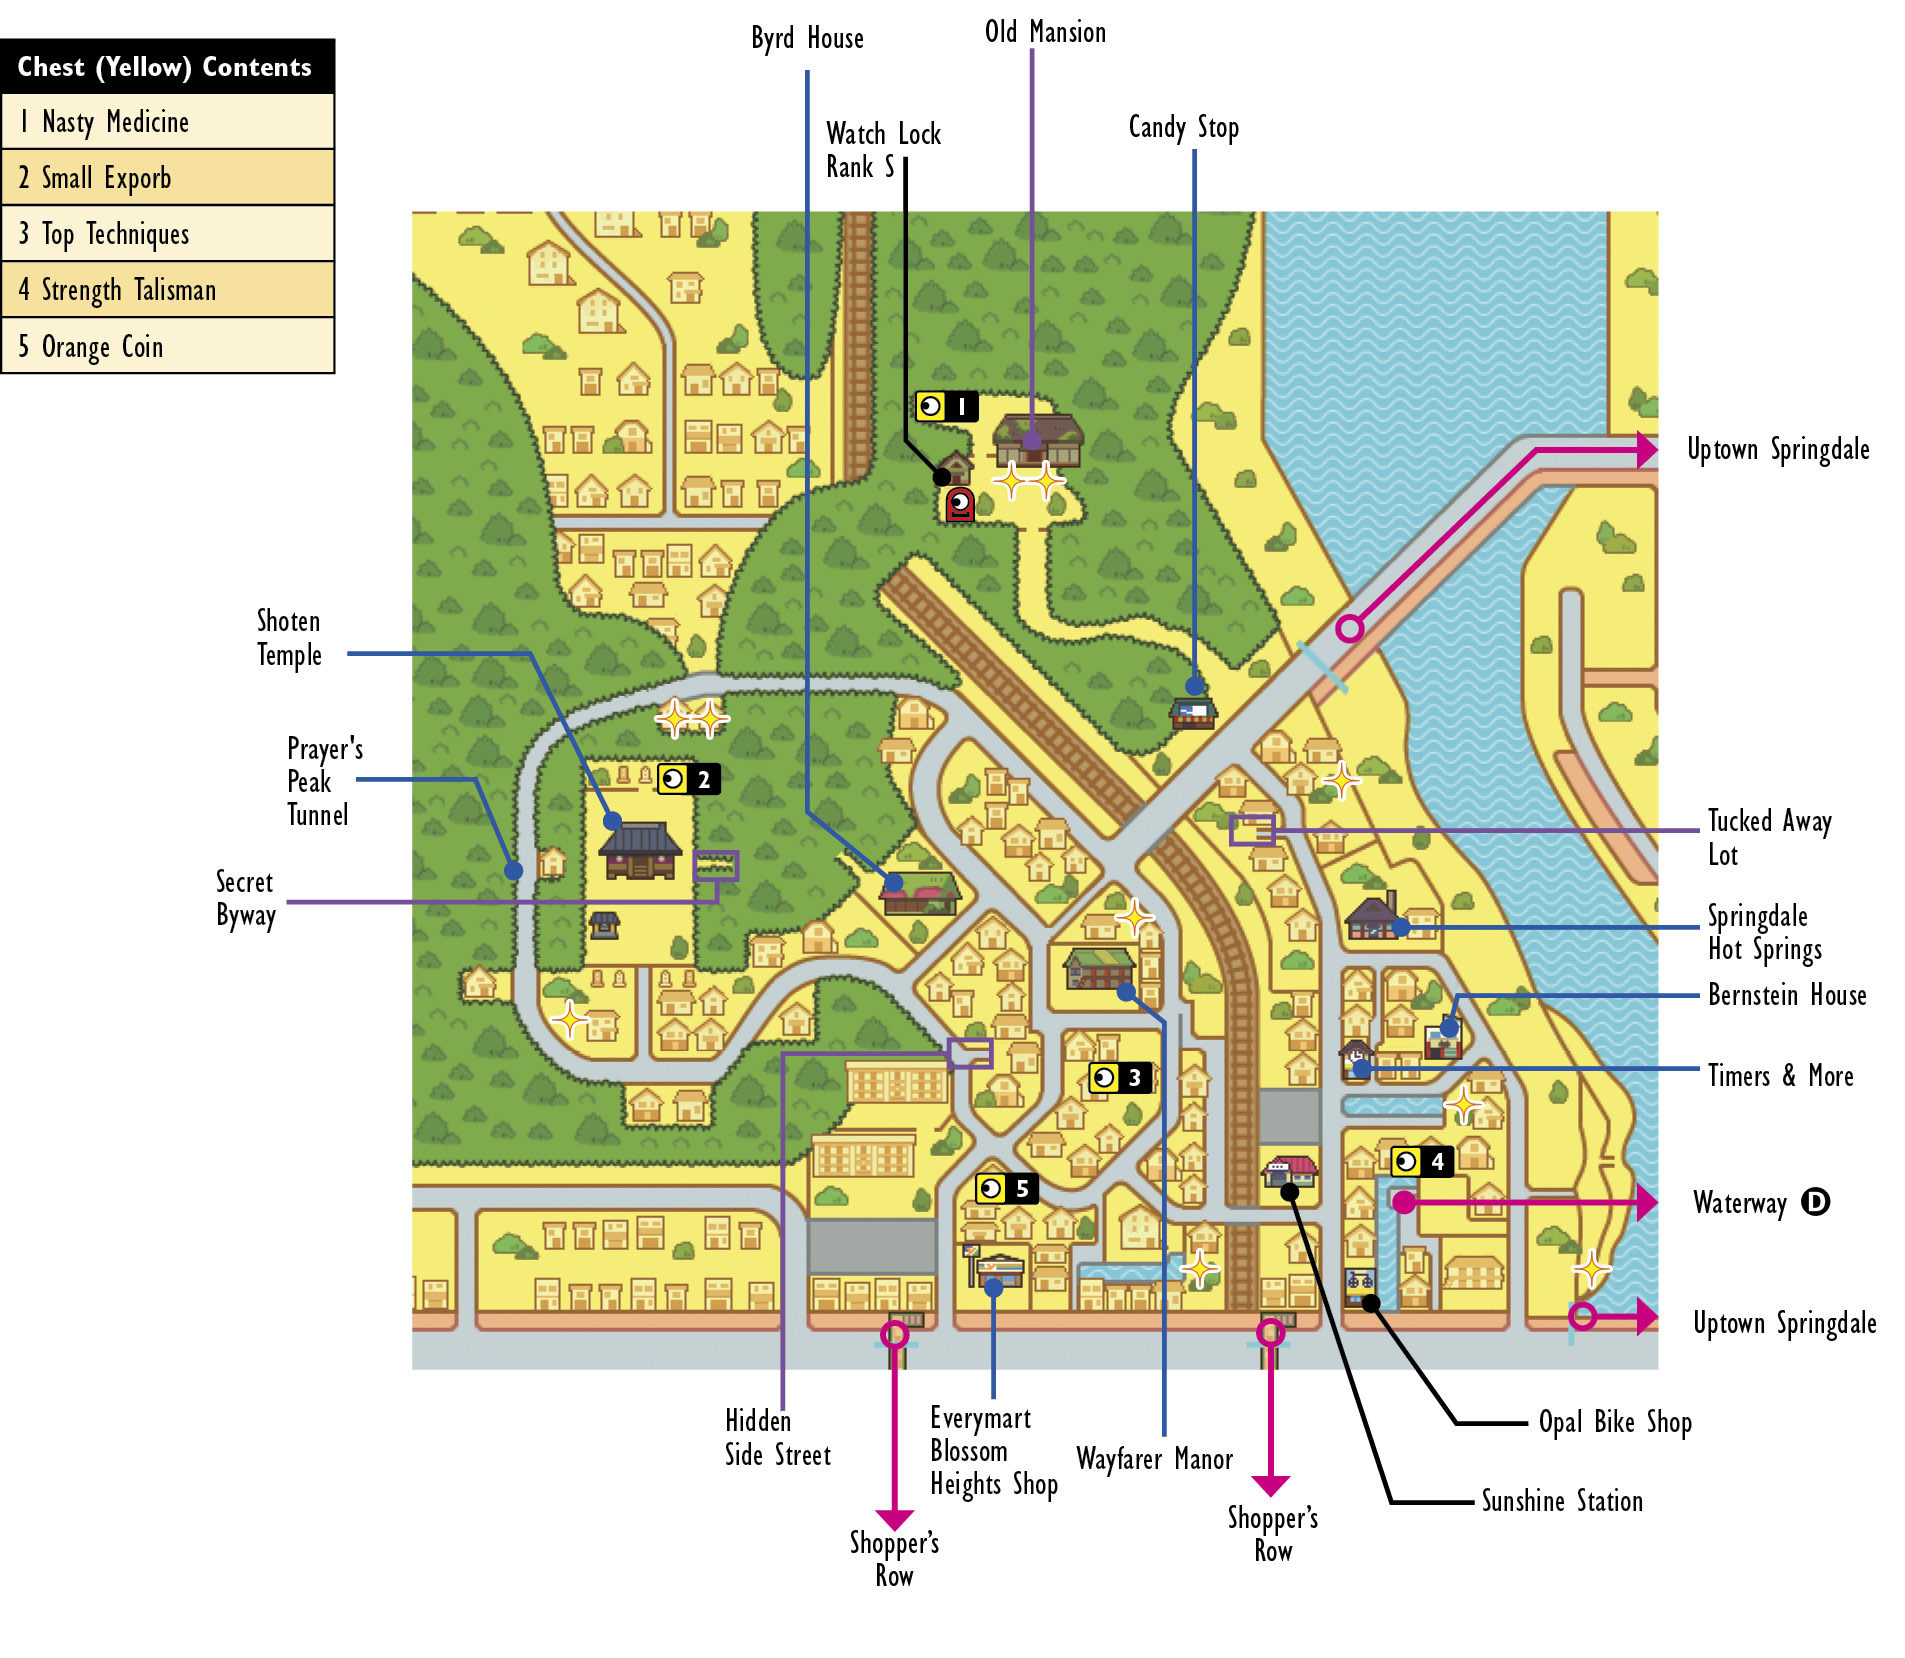 Chest (Yellow) Contents
1 Nasty Medicine
2 Small Exporb
3 Top Techniques
4 Strength Talisman
5 Orange Coin
Byrd House
Old Mansion
Watch Lock
Rank S
Candy Stop
1
Uptown Springdale
Shoten
Temple
Prayer's
Peak
Tunnel
2
Secret
Byway
Tucked Away
Lot
Springdale
Hot Springs
Bernstein House
Timers & More
3
4
5
Waterway D
Uptown Springdale
Hidden
Side Street
Everymart
Blossom
Heights Shop
Wayfarer Manor
Opal Bike Shop
Sunshine Station
Shopper's
Row
Shopper's
Row